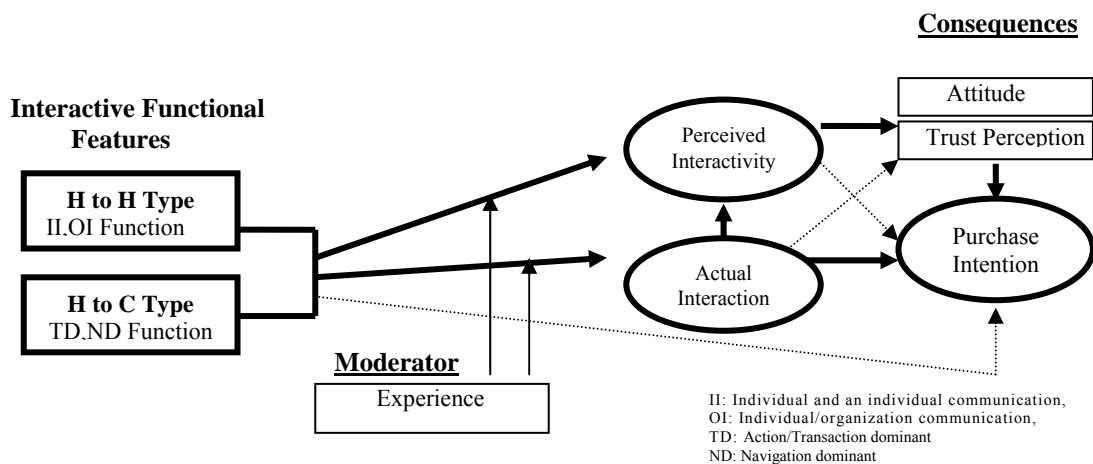 Consequences
Interactive Functional
Features
H to H Type
II,OI Function
H to C Type
TD,ND Function
Moderator
Experience
Perceived
Interactivity
Actual
Interaction
Attitude
Trust Perception
Purchase
Intention
II: Individual and an individual communication,
OI: Individual/organization communication,
TD: Action/Transaction dominant
ND: Navigation dominant